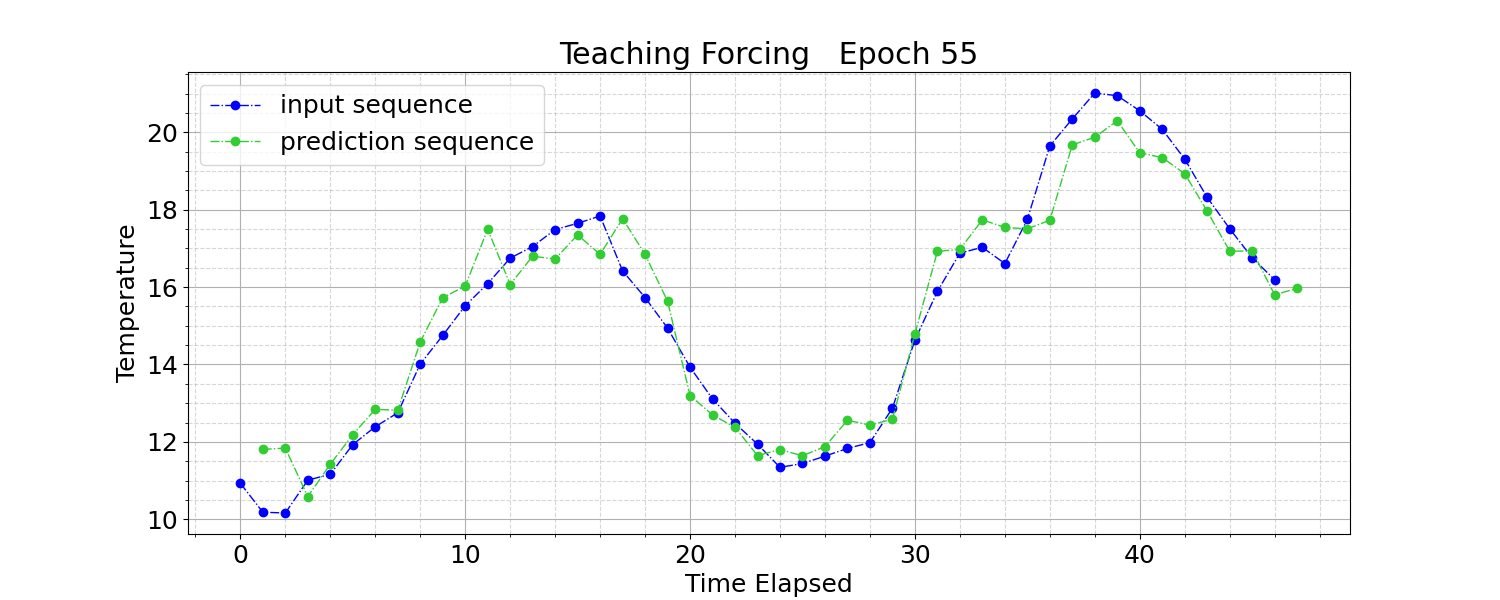 Teaching Forcing   Epoch 55
input sequence
prediction sequence
Temperature
20
18
16
14
12
10
0 10 20 30 40
Time Elapsed